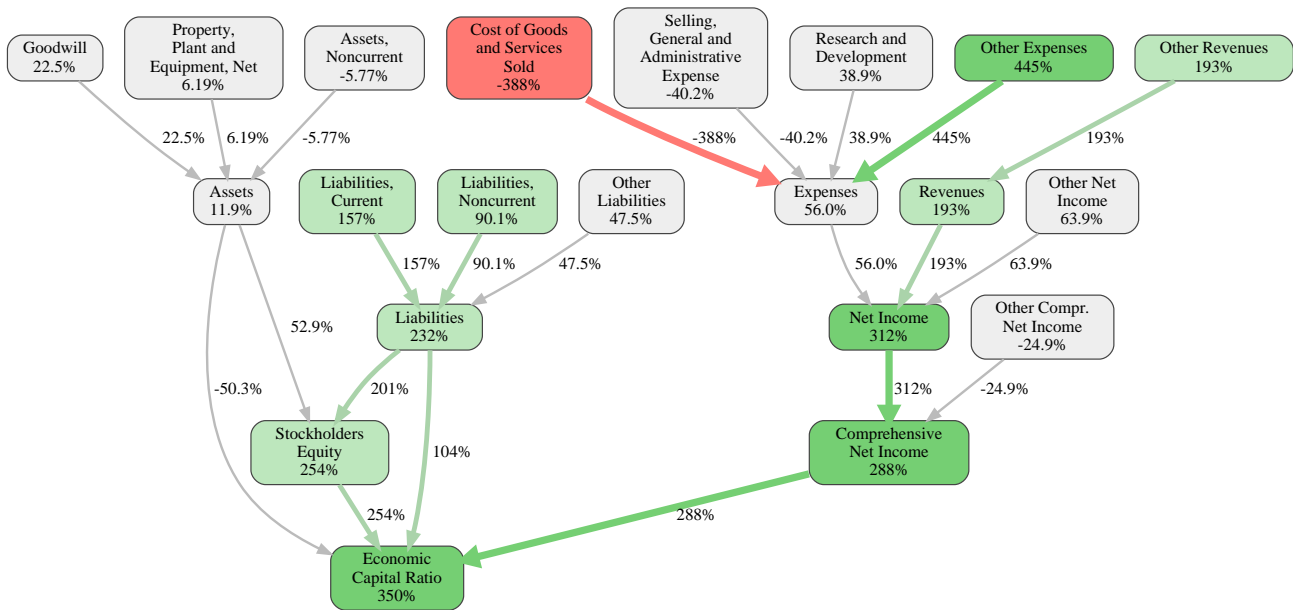 Goodwill
22.5%
Property,
Plant and
Equipment, Net
6.19%
Assets,
Noncurrent
-5.77%
Cost of Goods
and Services
Sold
-388%
Selling,
General and
Administrative
Expense
-40.2%
Research and
Development
38.9%
Other Expenses
445%
Other Revenues
193%
22.5%
6.19%
-5.77%
-388%
-40.2%
38.9%
445%
193%
Assets
11.9%
Liabilities,
Current
157%
Liabilities,
Noncurrent
90.1%
Other
Liabilities
47.5%
Expenses
56.0%
Revenues
193%
Other Net
Income
63.9%
157%
90.1%
47.5%
56.0%
193%
63.9%
52.9%
Liabilities
232%
Net Income
312%
Other Compr.
Net Income
-24.9%
-50.3%
201%
312%
-24.9%
Stockholders
Equity
254%
104%
Comprehensive
Net Income
288%
254%
288%
Economic
Capital Ratio
350%